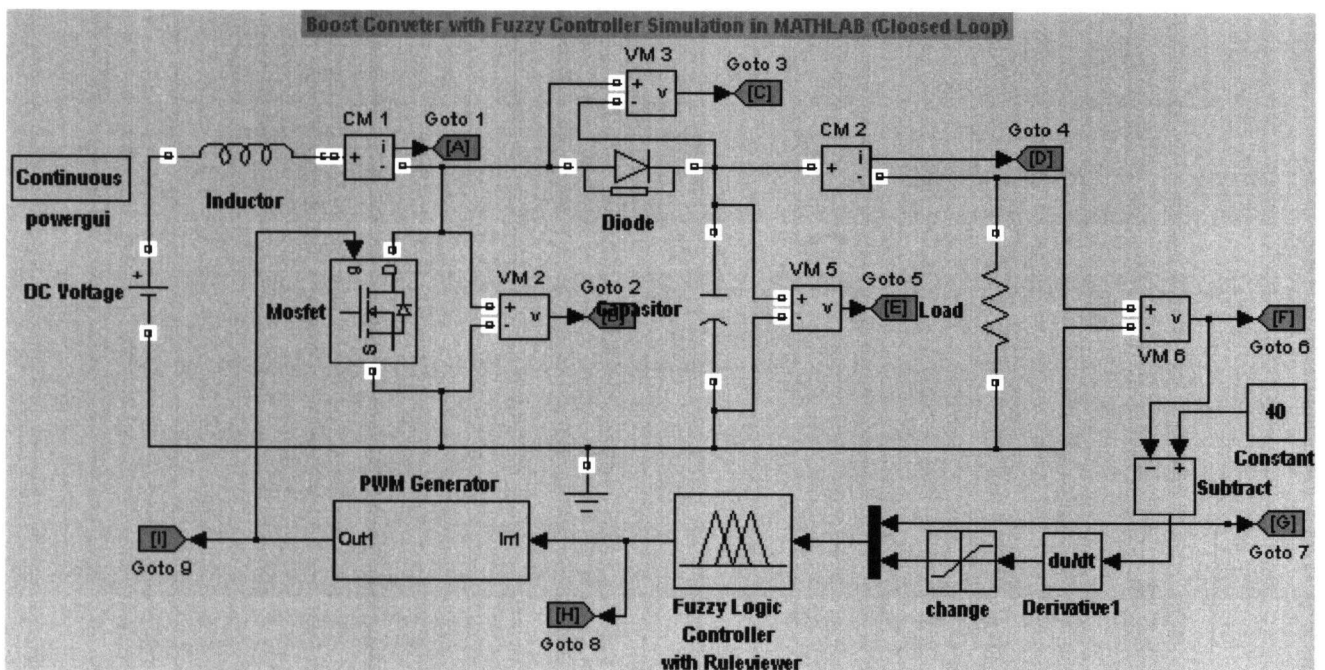 Boost Conveter with Fuzzy Controller Simulation in MATHLAB (Cloosed Loop)
VM 3
Goto 3
+
-
v
[C]
CM 1
Goto 1
+
i
-
[A]
CM 2
Goto 4
+
i
-
[D]
Continuous
powergui
Inductor
Diode
DC Voltage
+
Mosfet
g
D
S
VM 2
Goto 2
+
-
v
Capasitor
VM 5
Goto 5
+
-
v
[E]
Load
+
-
v
VM 6
[F]
Goto 6
40
Constant
-
+
Subtract
PWM Generator
[I]
Goto 9
Out1
In1
[H]
Goto 8
Fuzzy Logic
Controller
with Ruleviewer
change
du/dt
Derivative1
[G]
Goto 7